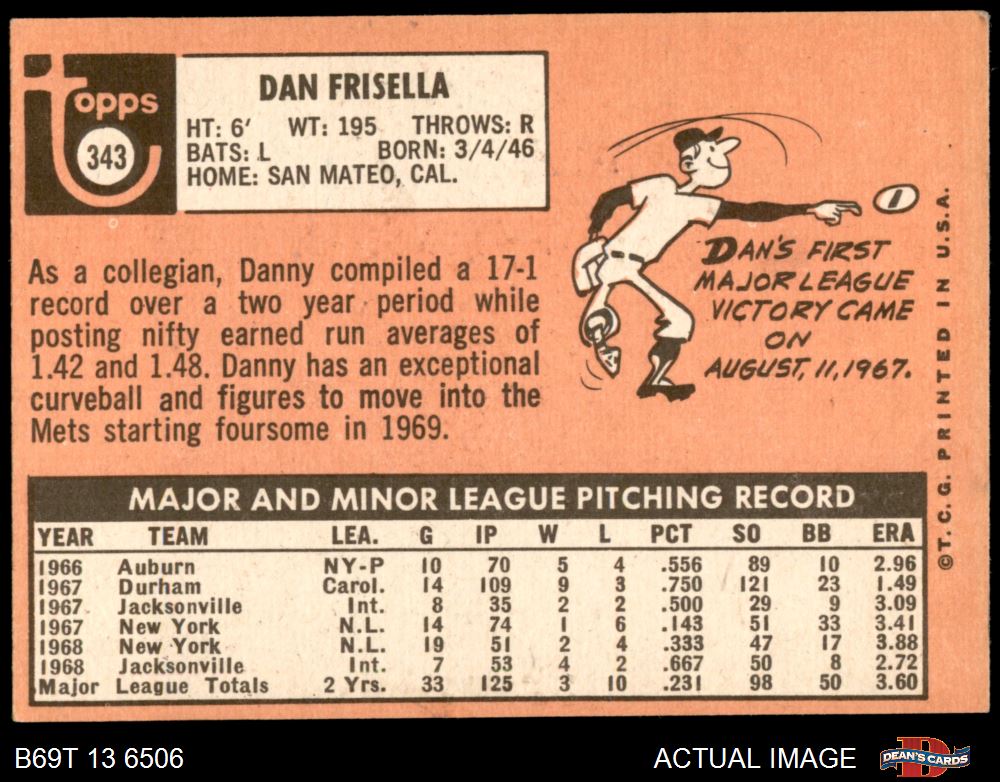 Topps
343
DAN FRISELLA
HT: 6' WT: 195 THROWS: R
BATS: L BORN: 3/4/46
HOME: SAN MATEO, CAL.
As a collegian, Danny compiled a 17-1
record over a two year period while
posting nifty earned run averages of
1.42 and 1.48. Danny has an exceptional
curveball and figures to move into the
Mets starting foursome in 1969.
1
DAN'S FIRST
MAJOR LEAGUE
VICTORY CAME
ON
AUGUST, 11, 1967.
©T.C.G. PRINTED IN U.S.A.
MAJOR AND MINOR LEAGUE PITCHING RECORD
YEAR TEAM LEA. G IP W L PCT SO BB ERA
1966 Auburn NY-P 10 70 5 4 .556 89 10 2.96
1967 Durham Carol. 14 109 9 3 .750 121 23 1.49
1967 Jacksonville Int. 8 35 2 2 .500 29 9 3.09
1967 New York N.L. 14 74 1 6 .143 51 33 3.41
1968 New York N.L. 19 51 2 4 .333 47 17 3.88
1968 Jacksonville Int. 7 53 4 2 .667 50 8 2.72
Major League Totals 2 Yrs. 33 125 3 10 .231 98 50 3.60
B69T 13 6506
ACTUAL IMAGE
DEAN'S CARDS